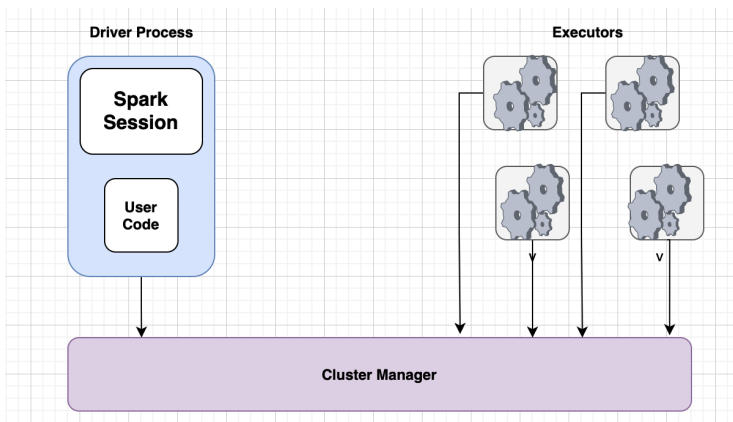 Driver Process
Executors
Spark
Session
User
Code
v
v
Cluster Manager